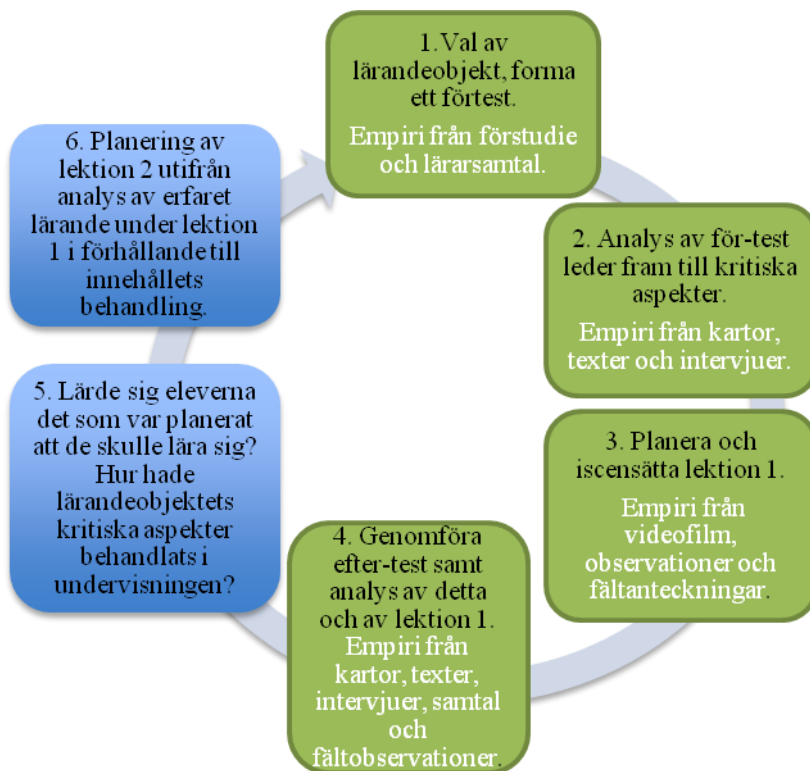 1. Val av
lärandeobjekt, forma
ett förtest.
Empiri från förstudie
och lärarsamtal.
2. Analys av för-test
leder fram till kritiska
aspekter.
Empiri från kartor,
texter och intervjuer.
3. Planera och
iscensätta lektion 1.
Empiri från
videofilm,
observationer och
fältanteckningar.
4. Genomföra
efter-test samt
analys av detta
och av lektion 1.
Empiri från
kartor, texter,
intervjuer, samtal
och
fältobservationer.
5. Lärde sig eleverna
det som var planerat
att de skulle lära sig?
Hur hade
lärandeobjektets
kritiska aspekter
behandlats i
undervisningen?
6. Planering av
lektion 2 utifrån
analys av erfaret
lärande under lektion
1 i förhållande till
innehållets
behandling.